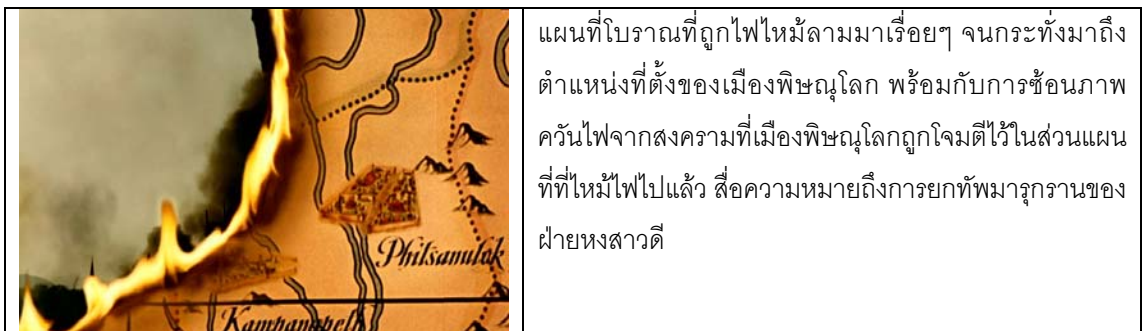 แผนที่โบราณที่ถูกไฟไหม้ลามมาเรื่อยๆ จนกระทั่งมาถึง
ตำแหน่งที่ตั้งของเมืองพิษณุโลก พร้อมกับการซ้อนภาพ
ควันไฟจากสงครามที่เมืองพิษณุโลกถูกโจมตีไว้ในส่วนแผน
ที่ที่ไหม้ไฟไปแล้ว สื่อความหมายถึงการยกทัพมารุกรานของ
ฝ่ายหงสาวดี
Philsanulok